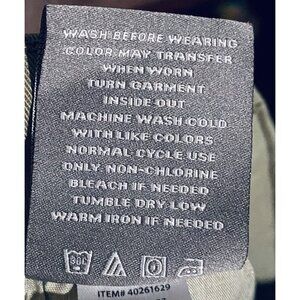 WASH BEFORE WEARING
COLOR MAY TRANSFER
WHEN WORN
TURN GARMENT
INSIDE OUT
MACHINE WASH COLD
WITH LIKE COLORS
NORMAL CYCLE USE
ONLY NON-CHLORINE
BLEACH IF NEEDED
TUMBLE DRY LOW
WARM IRON IF NEEDED
ITEM# 40261629